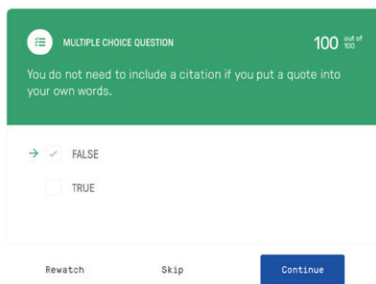 MULTIPLE CHOICE QUESTION
100 out of 100
You do not need to include a citation if you put a quote into
your own words.
FALSE
TRUE
Rewatch Skip Continue